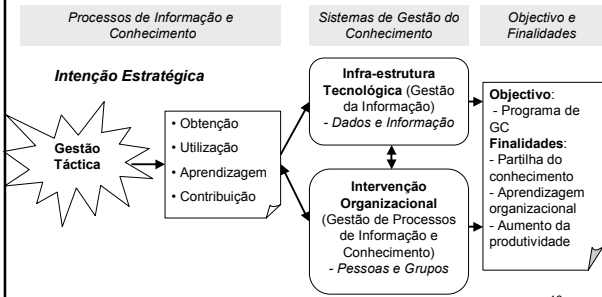 Processos de Informação e
Conhecimento
Sistemas de Gestão do
Conhecimento
Objectivo e
Finalidades
Intenção Estratégica
Gestão
Táctica
• Obtenção
• Utilização
• Aprendizagem
• Contribuição
Infra-estrutura
Tecnológica (Gestão
da Informação)
- Dados e Informação
Intervenção
Organizacional
(Gestão de Processos
de Informação e
Conhecimento)
- Pessoas e Grupos
Objectivo:
- Programa de
GC
Finalidades:
- Partilha do
conhecimento
- Aprendizagem
organizacional
- Aumento da
produtividade